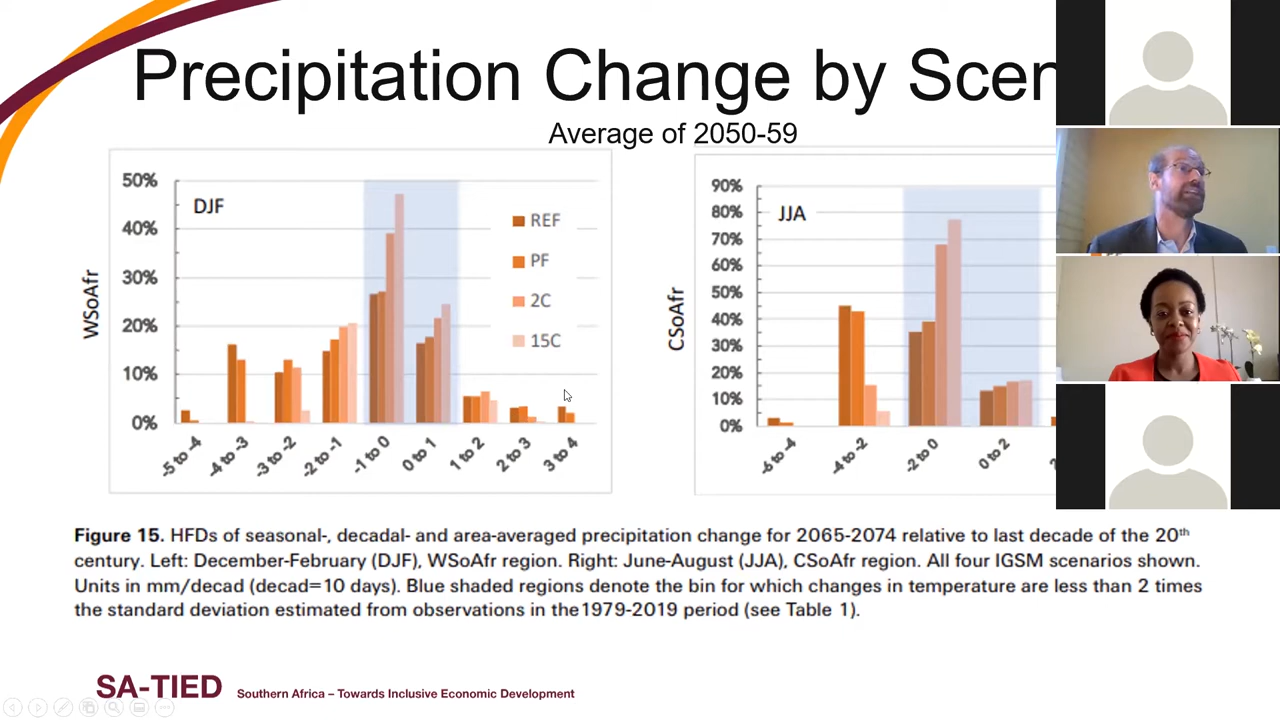 Precipitation Change by Scen
Average of 2050-59
50%
40%
30%
20%
10%
0%
WSoAfr
DJF
REF
PF
2C
15C
-5 to -4
-4 to -3
-3 to -2
-2 to -1
-1 to 0
0 to 1
1 to 2
2 to 3
3 to 4
90%
80%
70%
60%
50%
40%
30%
20%
10%
0%
CSoAfr
JJA
-6 to -4
-4 to -2
-2 to 0
0 to 2
Figure 15. HFDs of seasonal-, decadal- and area-averaged precipitation change for 2065-2074 relative to last decade of the 20th
century. Left: December-February (DJF), WSoAfr region. Right: June-August (JJA), CSoAfr region. All four IGSM scenarios shown.
Units in mm/decad (decad=10 days). Blue shaded regions denote the bin for which changes in temperature are less than 2 times
the standard deviation estimated from observations in the 1979-2019 period (see Table 1).
SA-TIED Southern Africa – Towards Inclusive Economic Development